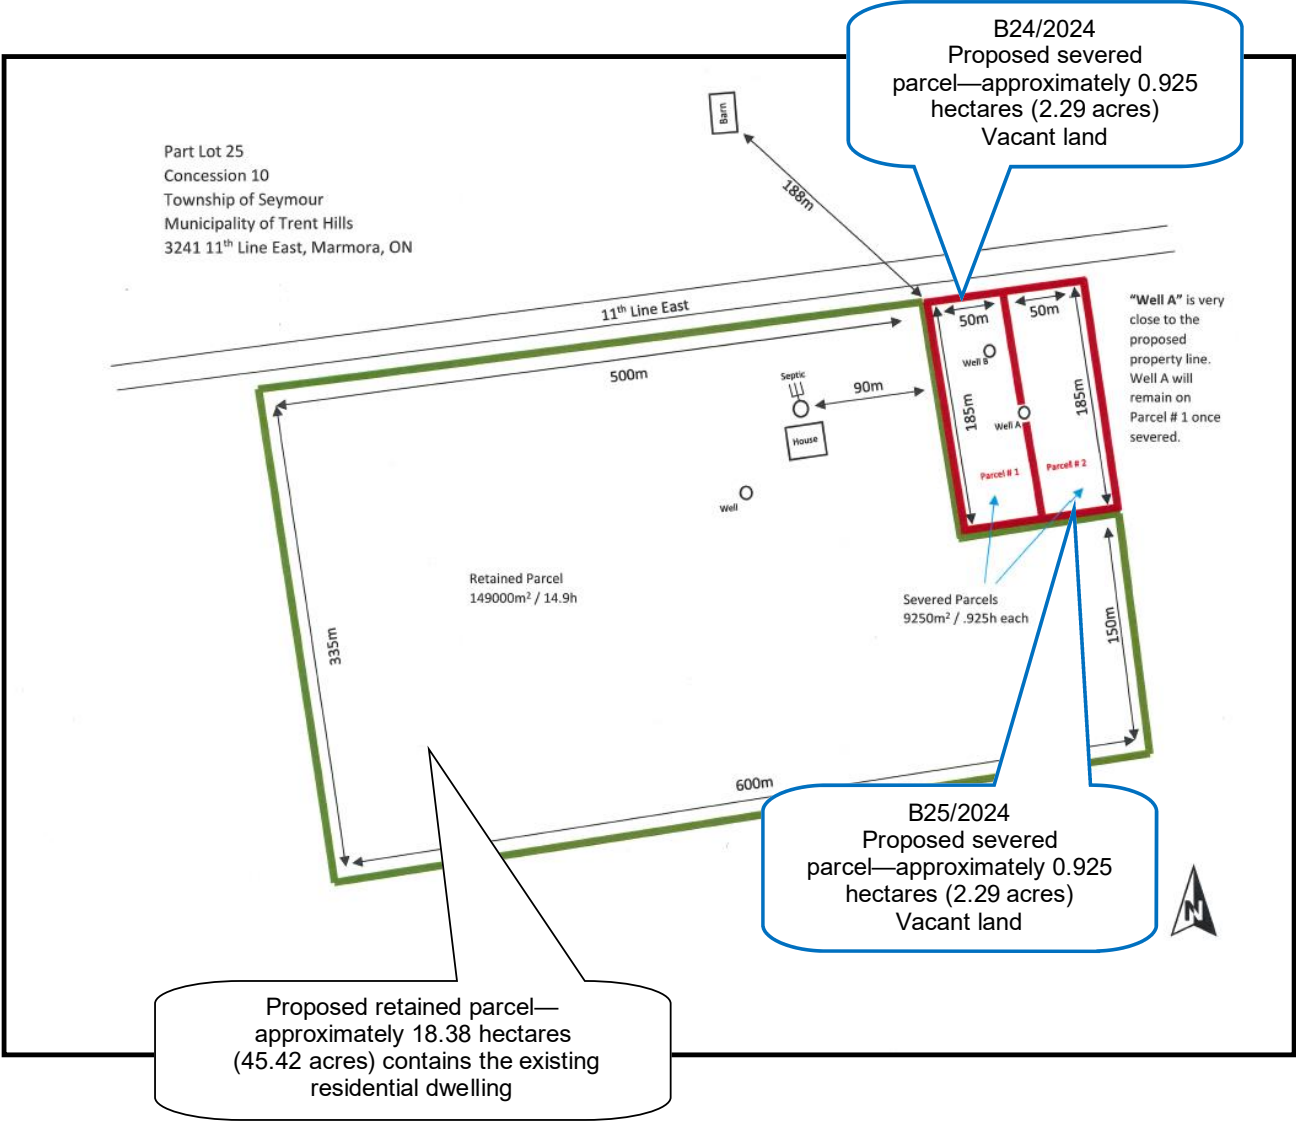 B24/2024
Proposed severed
parcel—approximately 0.925
hectares (2.29 acres)
Vacant land
Part Lot 25
Concession 10
Township of Seymour
Municipality of Trent Hills
3241 11th Line East, Marmora, ON
Barn
188m
11th Line East
500m
50m
50m
"Well A" is very
close to the
proposed
property line.
Well A will
remain on
Parcel # 1 once
severed.
Well B
Septic
90m
House
185m
185m
Well A
Parcel # 1
Parcel # 2
Well
Retained Parcel
149000m² / 14.9h
Severed Parcels
9250m² / .925h each
335m
150m
600m
B25/2024
Proposed severed
parcel—approximately 0.925
hectares (2.29 acres)
Vacant land
N
Proposed retained parcel—
approximately 18.38 hectares
(45.42 acres) contains the existing
residential dwelling